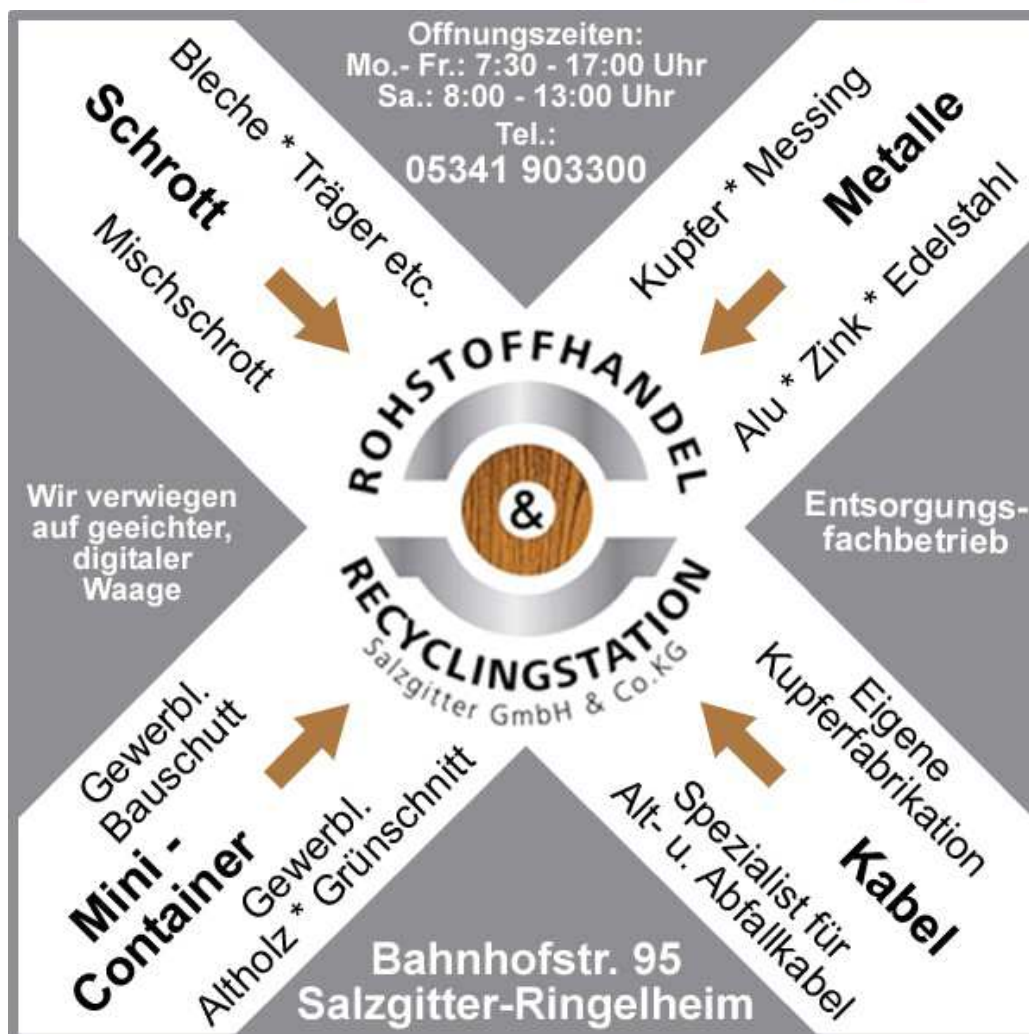 Offnungszeiten:
Mo.- Fr.: 7:30 - 17:00 Uhr
Sa.: 8:00 - 13:00 Uhr
Tel.:
05341 903300
Bleche * Träger etc.
Schrott
Mischschrott
Kupfer * Messing
Metalle
Alu * Zink * Edelstahl
ROHSTOFFHANDEL
&
RECYCLINGSTATION
Salzgitter GmbH & Co.KG
Wir verwiegen
auf geeichter,
digitaler
Waage
Entsorgungs-
fachbetrieb
Gewerbl.
Bauschutt
Mini -
Container
Gewerbl.
Altholz * Grünschnitt
Eigene
Kupferfabrikation
Kabel
Spezialist für
Alt- u. Abfallkabel
Bahnhofstr. 95
Salzgitter-Ringelheim